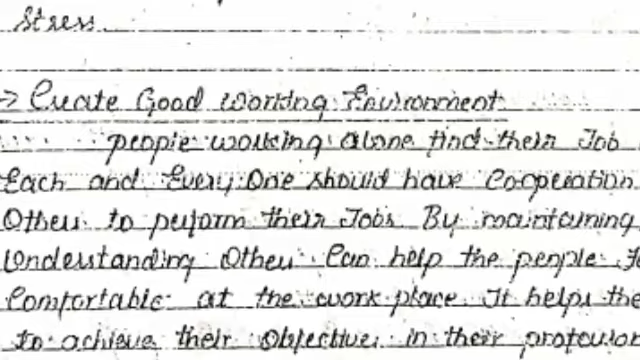 Stress.
→ Create Good Working Environment
people working alone find their Job
Each and Every One should have Cooperation
Others to perform their Jobs By maintaining
Understanding Others Can help the people
Comfortable at the work place. It helps the
to achieve their Objective, in their